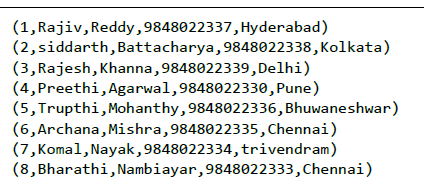 (1,Rajiv,Reddy,9848022337,Hyderabad)
(2,siddarth,Battacharya,9848022338,Kolkata)
(3,Rajesh,Khanna,9848022339,Delhi)
(4,Preethi,Agarwal,9848022330,Pune)
(5,Trupthi,Mohanthy,9848022336,Bhuwaneshwar)
(6,Archana,Mishra,9848022335,Chennai)
(7,Komal,Nayak,9848022334,trivendram)
(8,Bharathi,Nambiayar,9848022333,Chennai)